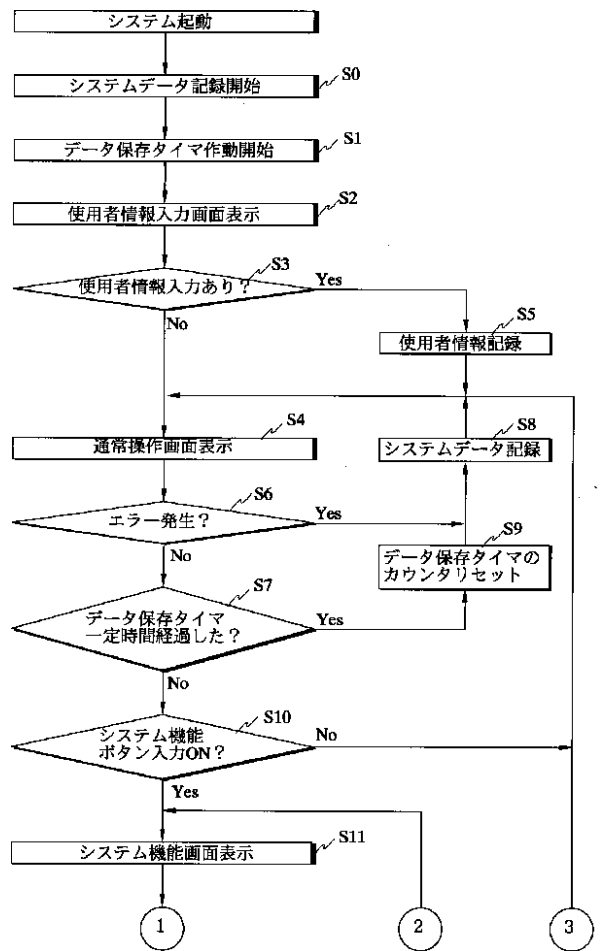 システム起動
システムデータ記録開始
S0
データ保存タイマ作動開始
S1
使用者情報入力画面表示
S2
使用者情報入力あり？
S3
Yes
No
使用者情報記録
S5
通常操作画面表示
S4
システムデータ記録
S8
エラー発生？
S6
Yes
No
データ保存タイマの
カウンタリセット
S9
データ保存タイマ
一定時間経過した？
S7
Yes
No
システム機能
ボタン入力ON？
S10
No
Yes
システム機能画面表示
S11
1
2
3